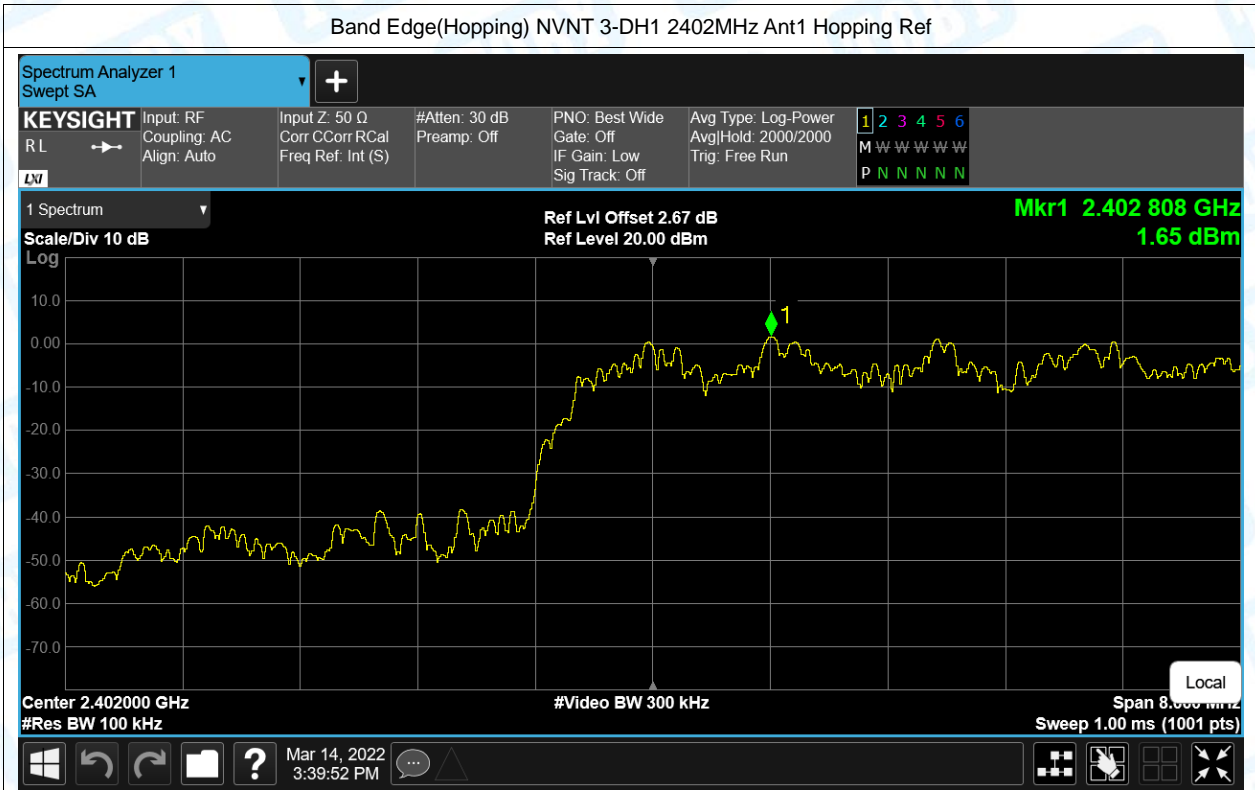 Band Edge(Hopping) NVNT 3-DH1 2402MHz Ant1 Hopping Ref
Spectrum Analyzer 1
Swept SA
KEYSIGHT
R L
LXI
Input: RF
Coupling: AC
Align: Auto
Input Z: 50 Ω
Corr CCorr RCal
Freq Ref: Int (S)
#Atten: 30 dB
Preamp: Off
PNO: Best Wide
Gate: Off
IF Gain: Low
Sig Track: Off
Avg Type: Log-Power
Avg|Hold: 2000/2000
Trig: Free Run
1 2 3 4 5 6
M W W W W W
P N N N N N
1 Spectrum
Scale/Div 10 dB
Ref Lvl Offset 2.67 dB
Ref Level 20.00 dBm
Mkr1 2.402 808 GHz
1.65 dBm
Log
10.0
0.00
-10.0
-20.0
-30.0
-40.0
-50.0
-60.0
-70.0
1
Local
Center 2.402000 GHz
#Video BW 300 kHz
Span 8.000 MHz
#Res BW 100 kHz
Sweep 1.00 ms (1001 pts)
?
Mar 14, 2022
3:39:52 PM